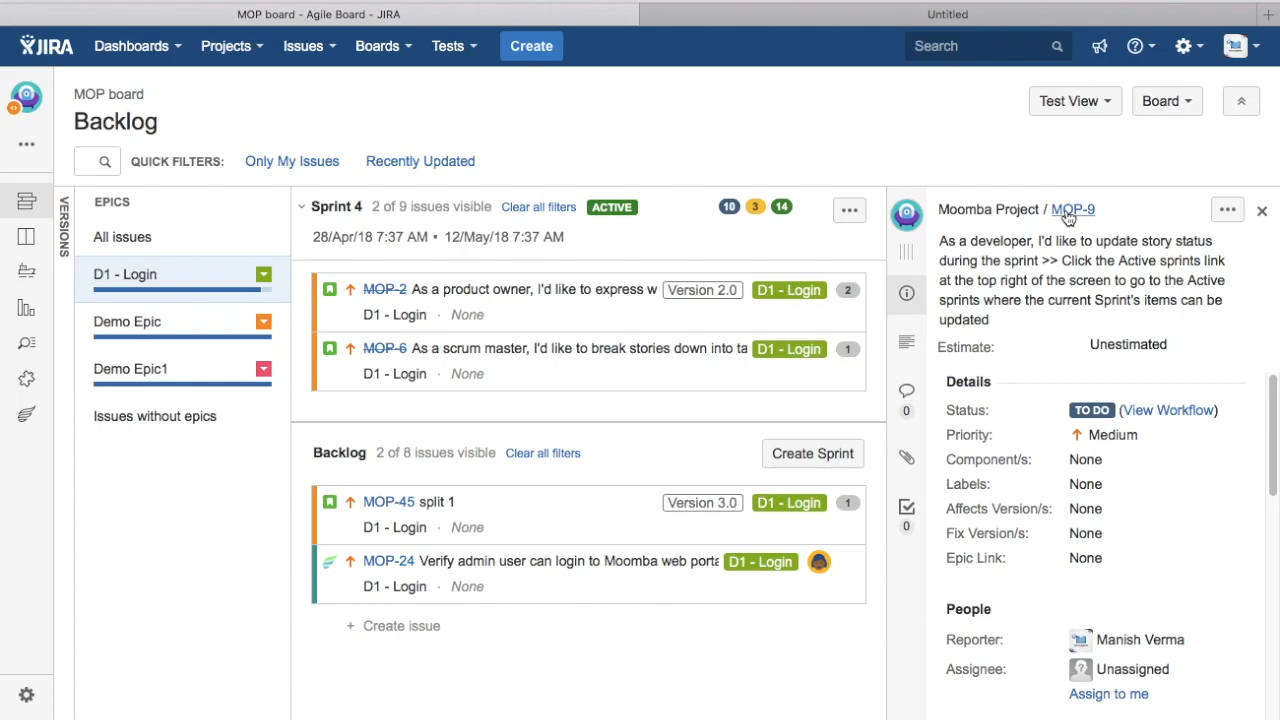 MOP board - Agile Board - JIRA
Untitled
JIRA Dashboards Projects Issues Boards Tests Create Search
MOP board
Backlog
Test View Board
QUICK FILTERS: Only My Issues Recently Updated
VERSIONS
EPICS
All issues
D1 - Login
Demo Epic
Demo Epic1
Issues without epics
Sprint 4 2 of 9 issues visible Clear all filters ACTIVE 10 3 14
28/Apr/18 7:37 AM • 12/May/18 7:37 AM
MOP-2 As a product owner, I'd like to express w Version 2.0 D1 - Login 2
D1 - Login · None
MOP-6 As a scrum master, I'd like to break stories down into ta D1 - Login 1
D1 - Login · None
Backlog 2 of 8 issues visible Clear all filters Create Sprint
MOP-45 split 1 Version 3.0 D1 - Login 1
D1 - Login · None
MOP-24 Verify admin user can login to Moomba web porta D1 - Login
D1 - Login · None
+ Create issue
0
0
Moomba Project / MOP-9
As a developer, I'd like to update story status
during the sprint >> Click the Active sprints link
at the top right of the screen to go to the Active
sprints where the current Sprint's items can be
updated
Estimate: Unestimated
Details
Status: TO DO (View Workflow)
Priority: Medium
Component/s: None
Labels: None
Affects Version/s: None
Fix Version/s: None
Epic Link: None
People
Reporter: Manish Verma
Assignee: Unassigned
Assign to me